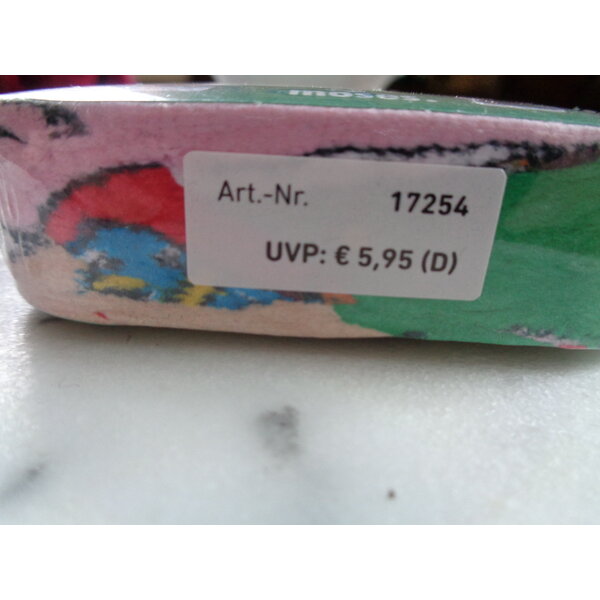 Art.-Nr. 17254
UVP: € 5,95 (D)